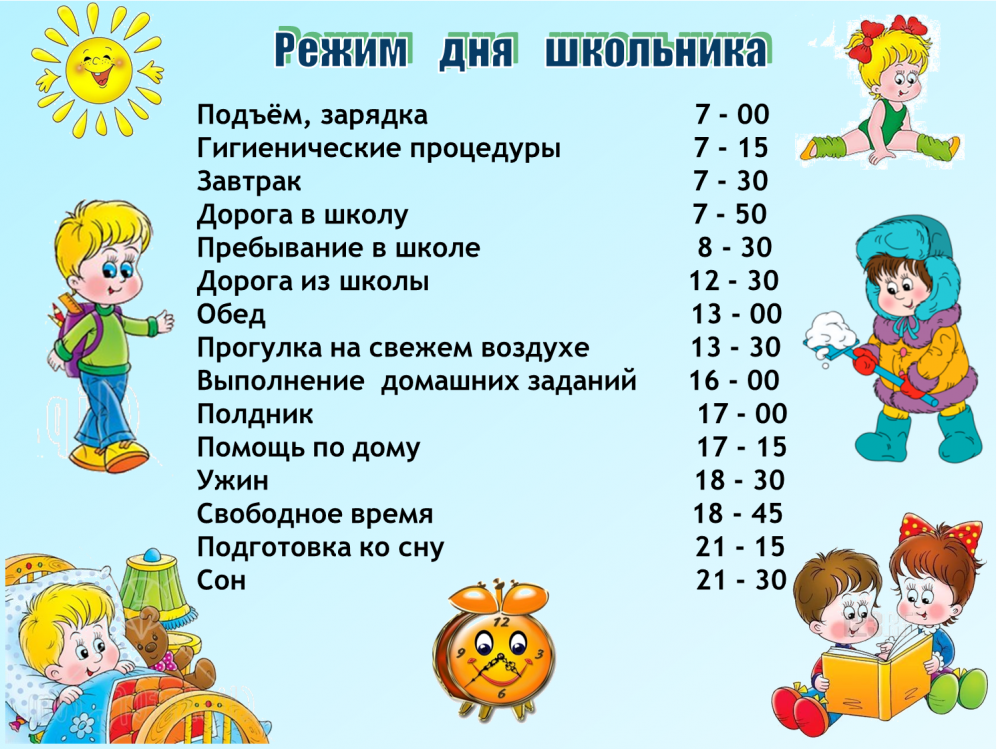 Режим дня школьника
Подъём, зарядка 7 - 00
Гигиенические процедуры 7 - 15
Завтрак 7 - 30
Дорога в школу 7 - 50
Пребывание в школе 8 - 30
Дорога из школы 12 - 30
Обед 13 - 00
Прогулка на свежем воздухе 13 - 30
Выполнение домашних заданий 16 - 00
Полдник 17 - 00
Помощь по дому 17 - 15
Ужин 18 - 30
Свободное время 18 - 45
Подготовка ко сну 21 - 15
Сон 21 - 30
12
9 3
6